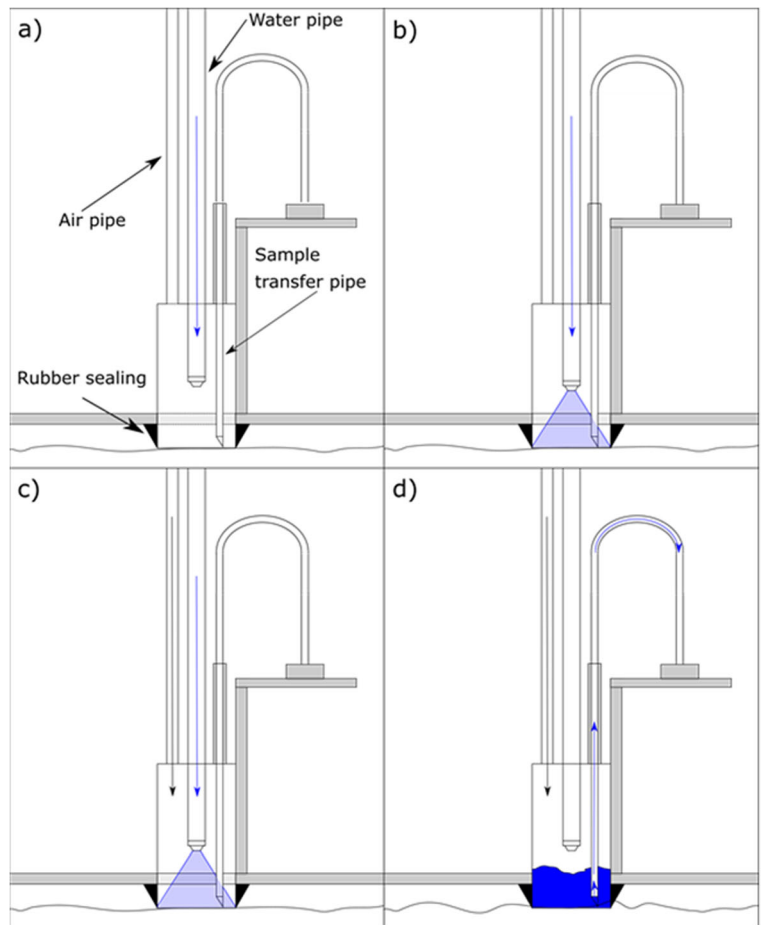 a)
Water pipe
b)
Air pipe
Sample
transfer pipe
Rubber sealing
c)
d)